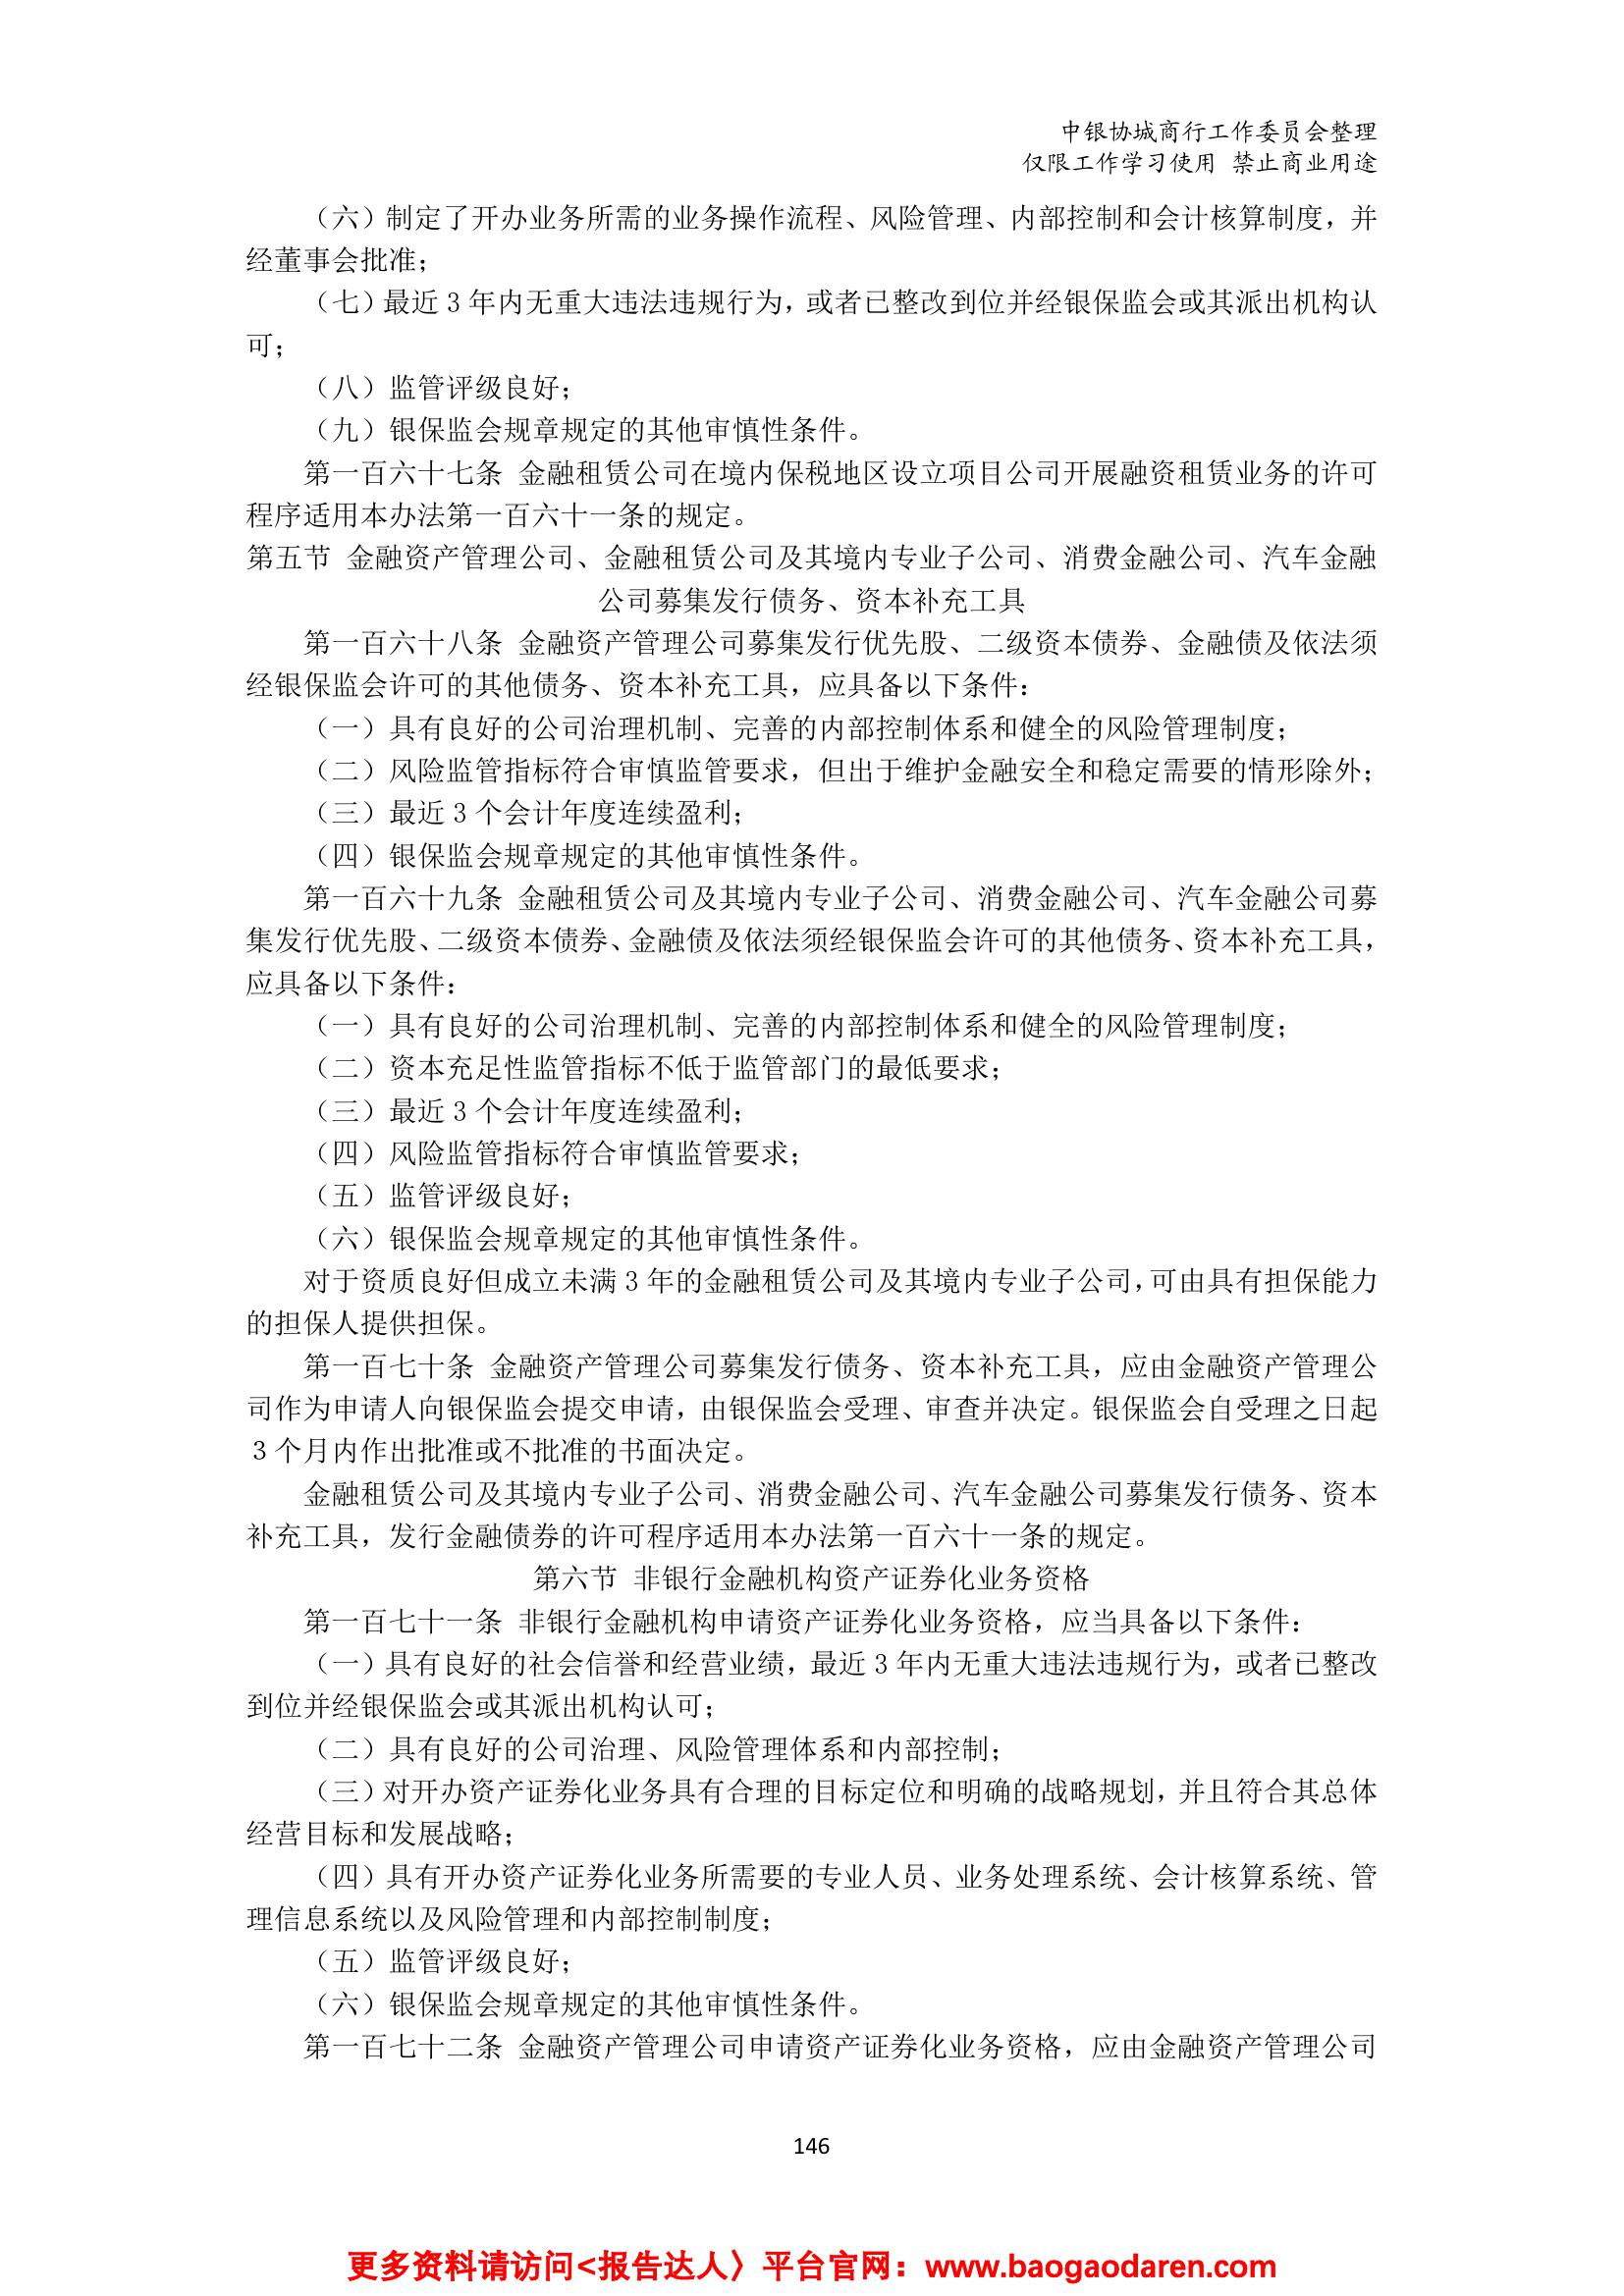 中银协城商行工作委员会整理
仅限工作学习使用 禁止商业用途
（六）制定了开办业务所需的业务操作流程、风险管理、内部控制和会计核算制度，并
经董事会批准；
（七）最近 3 年内无重大违法违规行为，或者已整改到位并经银保监会或其派出机构认
可；
（八）监管评级良好；
（九）银保监会规章规定的其他审慎性条件。
第一百六十七条 金融租赁公司在境内保税地区设立项目公司开展融资租赁业务的许可
程序适用本办法第一百六十一条的规定。
第五节 金融资产管理公司、金融租赁公司及其境内专业子公司、消费金融公司、汽车金融
公司募集发行债务、资本补充工具
第一百六十八条 金融资产管理公司募集发行优先股、二级资本债券、金融债及依法须
经银保监会许可的其他债务、资本补充工具，应具备以下条件：
（一）具有良好的公司治理机制、完善的内部控制体系和健全的风险管理制度；
（二）风险监管指标符合审慎监管要求，但出于维护金融安全和稳定需要的情形除外；
（三）最近 3 个会计年度连续盈利；
（四）银保监会规章规定的其他审慎性条件。
第一百六十九条 金融租赁公司及其境内专业子公司、消费金融公司、汽车金融公司募
集发行优先股、二级资本债券、金融债及依法须经银保监会许可的其他债务、资本补充工具，
应具备以下条件：
（一）具有良好的公司治理机制、完善的内部控制体系和健全的风险管理制度；
（二）资本充足性监管指标不低于监管部门的最低要求；
（三）最近 3 个会计年度连续盈利；
（四）风险监管指标符合审慎监管要求；
（五）监管评级良好；
（六）银保监会规章规定的其他审慎性条件。
对于资质良好但成立未满 3 年的金融租赁公司及其境内专业子公司，可由具有担保能力
的担保人提供担保。
第一百七十条 金融资产管理公司募集发行债务、资本补充工具，应由金融资产管理公
司作为申请人向银保监会提交申请，由银保监会受理、审查并决定。银保监会自受理之日起
3 个月内作出批准或不批准的书面决定。
金融租赁公司及其境内专业子公司、消费金融公司、汽车金融公司募集发行债务、资本
补充工具，发行金融债券的许可程序适用本办法第一百六十一条的规定。
第六节 非银行金融机构资产证券化业务资格
第一百七十一条 非银行金融机构申请资产证券化业务资格，应当具备以下条件：
（一）具有良好的社会信誉和经营业绩，最近 3 年内无重大违法违规行为，或者已整改
到位并经银保监会或其派出机构认可；
（二）具有良好的公司治理、风险管理体系和内部控制；
（三）对开办资产证券化业务具有合理的目标定位和明确的战略规划，并且符合其总体
经营目标和发展战略；
（四）具有开办资产证券化业务所需要的专业人员、业务处理系统、会计核算系统、管
理信息系统以及风险管理和内部控制制度；
（五）监管评级良好；
（六）银保监会规章规定的其他审慎性条件。
第一百七十二条 金融资产管理公司申请资产证券化业务资格，应由金融资产管理公司
146
更多资料请访问<报告达人〉平台官网：www.baogaodaren.com